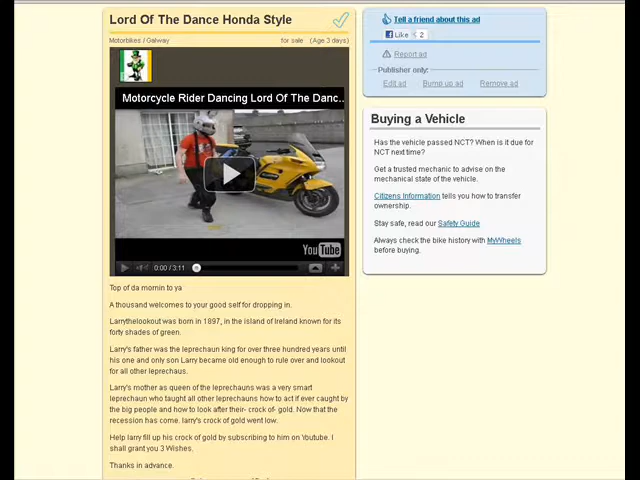 Lord Of The Dance Honda Style
Motorbikes / Galway
for sale (Age 3 days)
Motorcycle Rider Dancing Lord Of The Danc...
YouTube
0:00 / 3:11
Top of da mornin to ya
A thousand welcomes to your good self for dropping in.
Larrythelookout was born in 1897, in the island of Ireland known for its
forty shades of green.
Larry's father was the leprechaun king for over three hundred years until
his one and only son Larry became old enough to rule over and lookout
for all other leprechaus.
Larry's mother as queen of the leprechauns was a very smart
leprechaun who taught all other leprechauns how to act if ever caught by
the big people and how to look after their- crock of- gold. Now that the
recession has come. larry's crock of gold went low.
Help larry fill up his crock of gold by subscribing to him on Youtube. I
shall grant you 3 Wishes.
Thanks in advance.
Tell a friend about this ad
Like 2
Report ad
Publisher only:
Edit ad Bump up ad Remove ad
Buying a Vehicle
Has the vehicle passed NCT? When is it due for
NCT next time?
Get a trusted mechanic to advise on the
mechanical state of the vehicle.
Citizens Information tells you how to transfer
ownership.
Stay safe, read our Safety Guide
Always check the bike history with MyWheels
before buying.